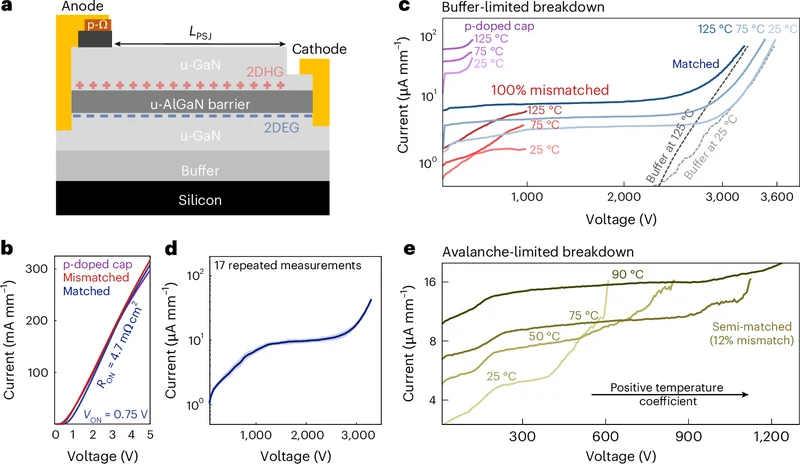 a
Anode
p-Ω
L_PSJ
Cathode
u-GaN
2DHG
u-AlGaN barrier
2DEG
u-GaN
Buffer
Silicon
b
300
200
100
Current (mA mm⁻¹)
p-doped cap
Mismatched
Matched
R_ON = 4.7 mΩ cm²
V_ON = 0.75 V
0 1 2 3 4 5
Voltage (V)
d
17 repeated measurements
10²
10¹
10⁰
Current (μA mm⁻¹)
1,000 2,000 3,000
Voltage (V)
c Buffer-limited breakdown
10²
10¹
10⁰
Current (μA mm⁻¹)
p-doped cap
125 °C
75 °C
25 °C
125 °C 75 °C 25 °C
Matched
100% mismatched
125 °C
75 °C
25 °C
Buffer at 125 °C
Buffer at 25 °C
1,000 2,000 3,000 3,600
Voltage (V)
e Avalanche-limited breakdown
16
8
4
Current (μA mm⁻¹)
90 °C
75 °C
50 °C
25 °C
Semi-matched
(12% mismatch)
Positive temperature
coefficient
300 600 900 1,200
Voltage (V)